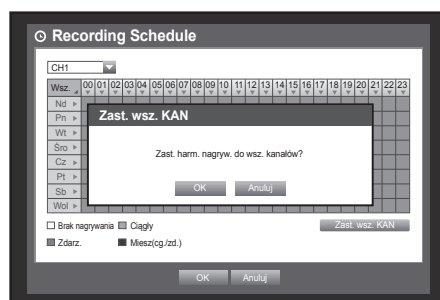 Recording Schedule
CH1
Wsz. 00 01 02 03 04 05 06 07 08 09 10 11 12 13 14 15 16 17 18 19 20 21 22 23
Nd
Pn
Wt
Śro
Cz
Pt
Sb
Wol
Zast. wsz. KAN
Zast. harm. nagryw. do wsz. kanałów?
OK Anuluj
Brak nagrywania Ciągły Zast. wsz. KAN
Zdarz. Miesz(cg./zd.)
OK Anuluj